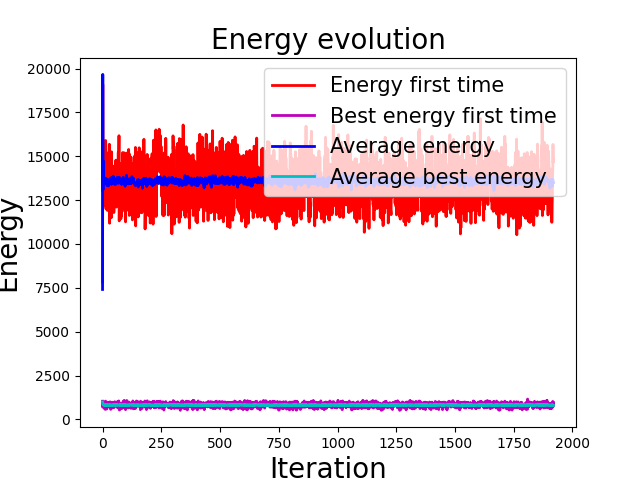 Energy evolution
Energy first time
Best energy first time
Average energy
Average best energy
Energy
20000
17500
15000
12500
10000
7500
5000
2500
0
0 250 500 750 1000 1250 1500 1750 2000
Iteration